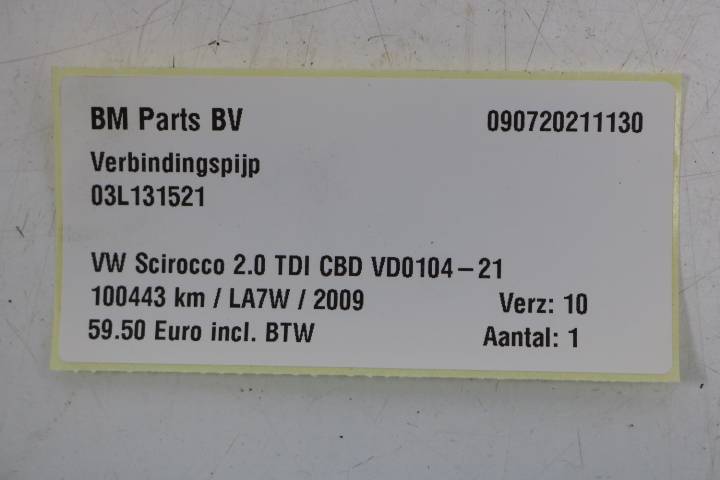 BM Parts BV 090720211130
Verbindingspijp
03L131521
VW Scirocco 2.0 TDI CBD VD0104-21
100443 km / LA7W / 2009 Verz: 10
59.50 Euro incl. BTW Aantal: 1